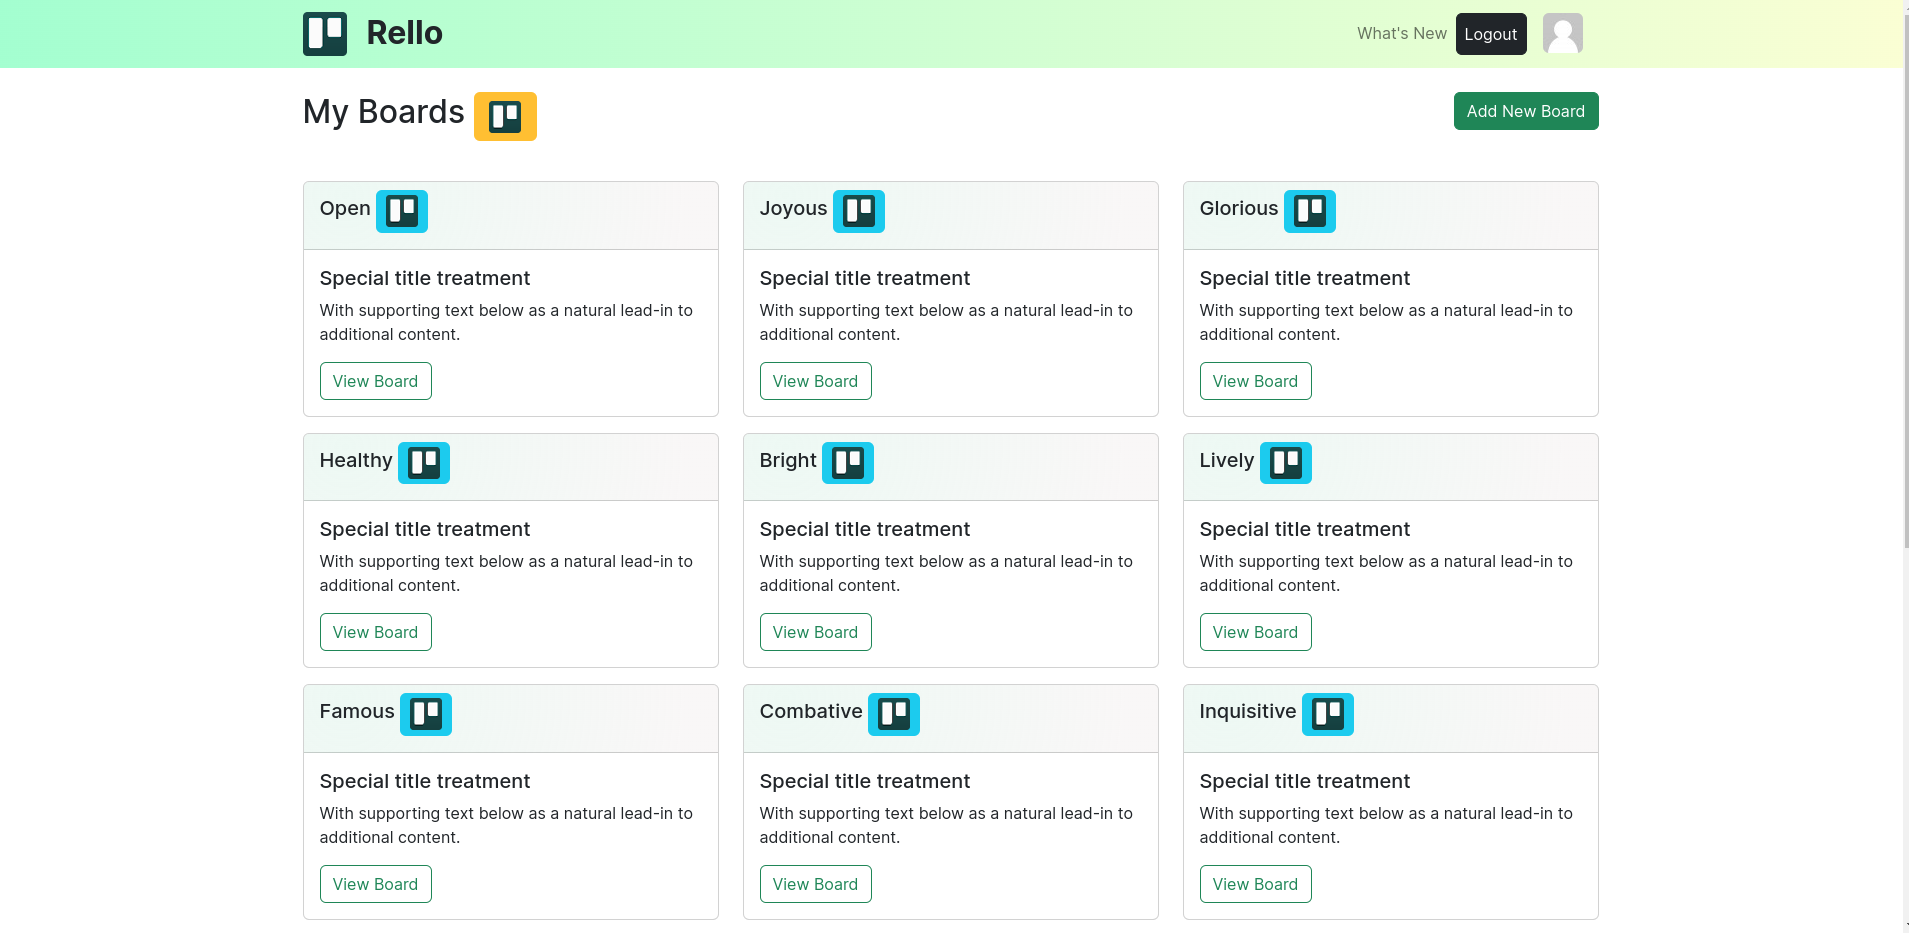 Rello
What's New
Logout
My Boards
Add New Board
Open
Joyous
Glorious
Special title treatment
With supporting text below as a natural lead-in to
additional content.
View Board
Special title treatment
With supporting text below as a natural lead-in to
additional content.
View Board
Special title treatment
With supporting text below as a natural lead-in to
additional content.
View Board
Healthy
Bright
Lively
Special title treatment
With supporting text below as a natural lead-in to
additional content.
View Board
Special title treatment
With supporting text below as a natural lead-in to
additional content.
View Board
Special title treatment
With supporting text below as a natural lead-in to
additional content.
View Board
Famous
Combative
Inquisitive
Special title treatment
With supporting text below as a natural lead-in to
additional content.
View Board
Special title treatment
With supporting text below as a natural lead-in to
additional content.
View Board
Special title treatment
With supporting text below as a natural lead-in to
additional content.
View Board